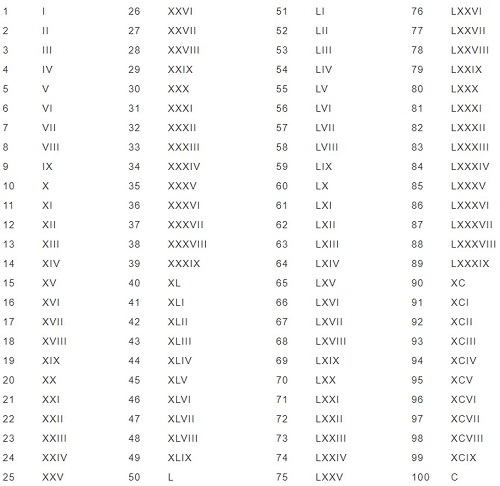 1 I 26 XXVI 51 LI 76 LXXVI
2 II 27 XXVII 52 LII 77 LXXVII
3 III 28 XXVIII 53 LIII 78 LXXVIII
4 IV 29 XXIX 54 LIV 79 LXXIX
5 V 30 XXX 55 LV 80 LXXX
6 VI 31 XXXI 56 LVI 81 LXXXI
7 VII 32 XXXII 57 LVII 82 LXXXII
8 VIII 33 XXXIII 58 LVIII 83 LXXXIII
9 IX 34 XXXIV 59 LIX 84 LXXXIV
10 X 35 XXXV 60 LX 85 LXXXV
11 XI 36 XXXVI 61 LXI 86 LXXXVI
12 XII 37 XXXVII 62 LXII 87 LXXXVII
13 XIII 38 XXXVIII 63 LXIII 88 LXXXVIII
14 XIV 39 XXXIX 64 LXIV 89 LXXXIX
15 XV 40 XL 65 LXV 90 XC
16 XVI 41 XLI 66 LXVI 91 XCI
17 XVII 42 XLII 67 LXVII 92 XCII
18 XVIII 43 XLIII 68 LXVIII 93 XCIII
19 XIX 44 XLIV 69 LXIX 94 XCIV
20 XX 45 XLV 70 LXX 95 XCV
21 XXI 46 XLVI 71 LXXI 96 XCVI
22 XXII 47 XLVII 72 LXXII 97 XCVII
23 XXIII 48 XLVIII 73 LXXIII 98 XCVIII
24 XXIV 49 XLIX 74 LXXIV 99 XCIX
25 XXV 50 L 75 LXXV 100 C